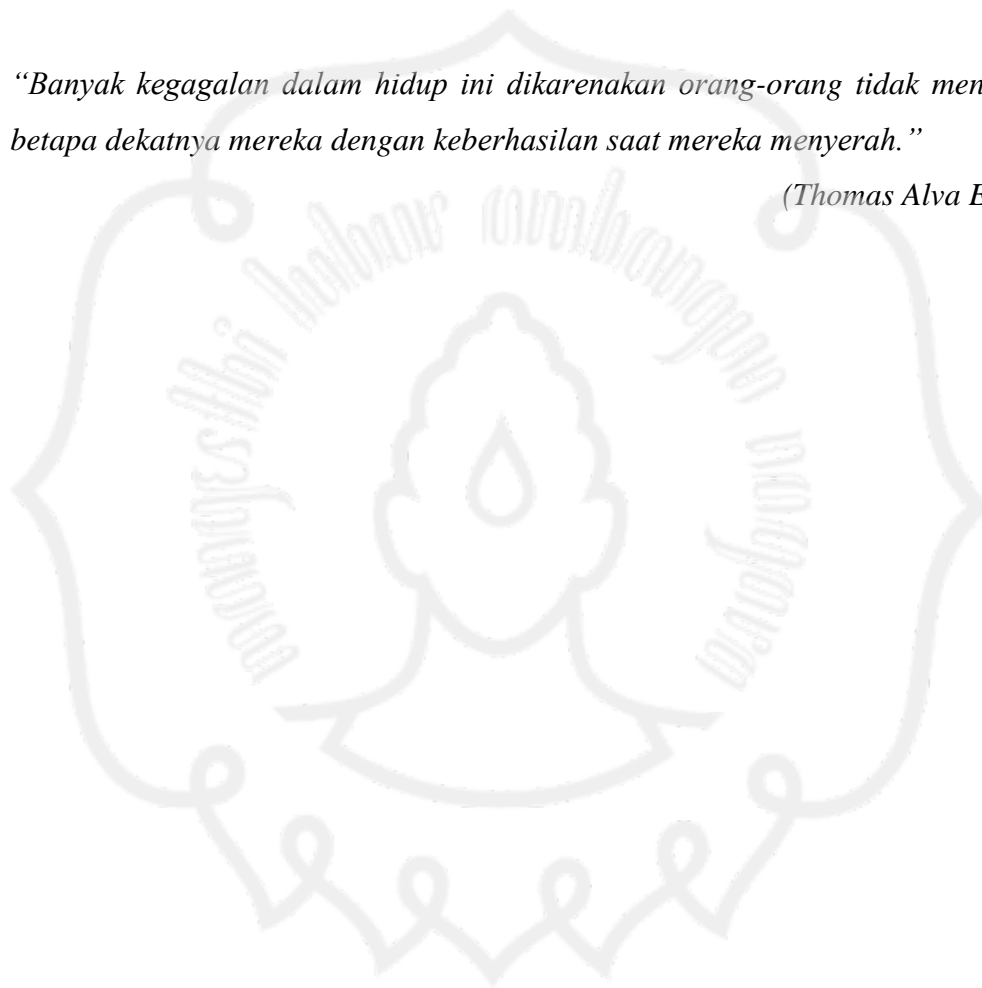 “Banyak kegagalan dalam hidup ini dikarenakan orang-orang tidak men
betapa dekatnya mereka dengan keberhasilan saat mereka menyerah.”
(Thomas Alva E